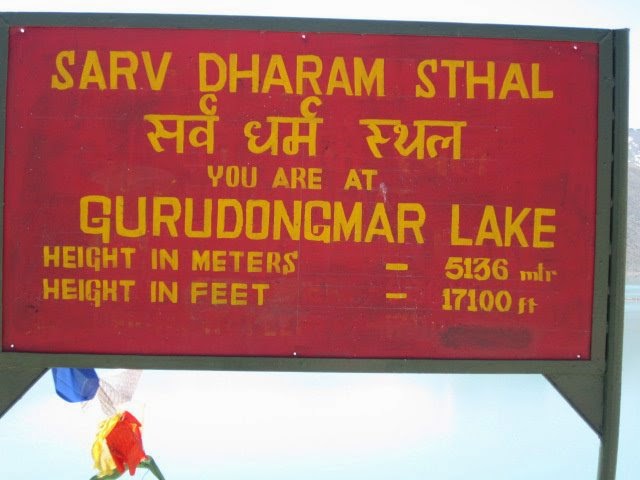 SARV DHARAM STHAL
सर्व धर्म स्थल
YOU ARE AT
GURUDONGMAR LAKE
HEIGHT IN METERS - 5136 mtr
HEIGHT IN FEET - 17100 ft